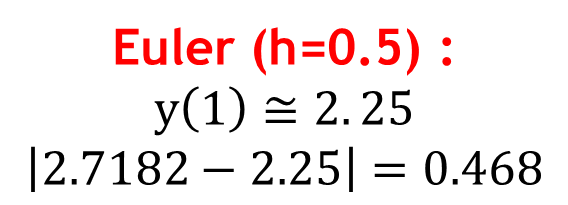 Euler (h=0.5) :
y(1) ≅ 2.25
|2.7182 − 2.25| = 0.468